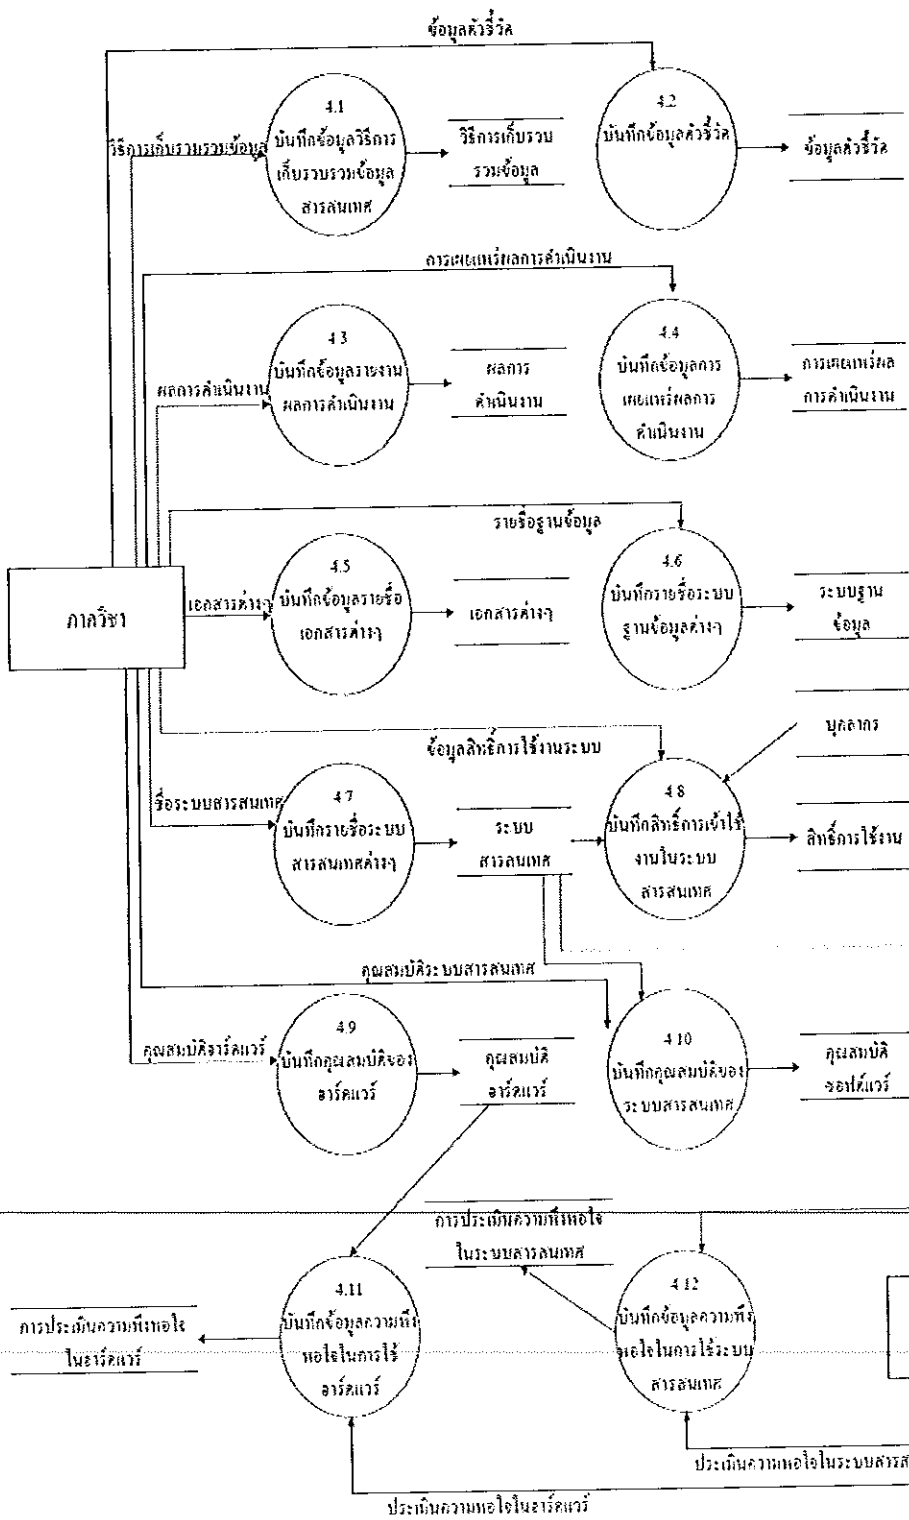 ข้อมูลตัวชี้วัด
4.1
บันทึกข้อมูลวิธีการ
เก็บรวบรวมข้อมูล
สารสนเทศ
วิธีการเก็บรวมรวมข้อมูล
วิธีการเก็บรวบ
รวมข้อมูล
4.2
บันทึกข้อมูลตัวชี้วัด
ข้อมูลตัวชี้วัด
การเผยแพร่ผลการดำเนินงาน
4.3
บันทึกข้อมูลรายงาน
ผลการดำเนินงาน
ผลการดำเนินงาน
ผลการ
ดำเนินงาน
4.4
บันทึกข้อมูลการ
เผยแพร่ผลการ
ดำเนินงาน
การเผยแพร่ผล
การดำเนินงาน
รายชื่อฐานข้อมูล
ภาควิชา
เอกสารต่างๆ
4.5
บันทึกข้อมูลรายชื่อ
เอกสารต่างๆ
เอกสารต่างๆ
4.6
บันทึกรายชื่อระบบ
ฐานข้อมูลต่างๆ
ระบบฐาน
ข้อมูล
ข้อมูลสิทธิ์การใช้งานระบบ
บุคลากร
ชื่อระบบสารสนเทศ
4.7
บันทึกรายชื่อระบบ
สารสนเทศต่างๆ
ระบบ
สารสนเทศ
4.8
บันทึกสิทธิ์การเข้าใช้
งานในระบบ
สารสนเทศ
สิทธิ์การใช้งาน
คุณสมบัติระบบสารสนเทศ
คุณสมบัติฮาร์ดแวร์
4.9
บันทึกคุณสมบัติของ
ฮาร์ดแวร์
คุณสมบัติ
ฮาร์ดแวร์
4.10
บันทึกคุณสมบัติของ
ระบบสารสนเทศ
คุณสมบัติ
ซอฟต์แวร์
การประเมินความพึงพอใจ
ในระบบสารสนเทศ
4.11
บันทึกข้อมูลความพึง
พอใจในการใช้
ฮาร์ดแวร์
การประเมินความพึงพอใจ
ในฮาร์ดแวร์
4.12
บันทึกข้อมูลความพึง
พอใจในการใช้ระบบ
สารสนเทศ
ประเมินความพอใจในระบบสารส
ประเมินความพอใจในฮาร์ดแวร์